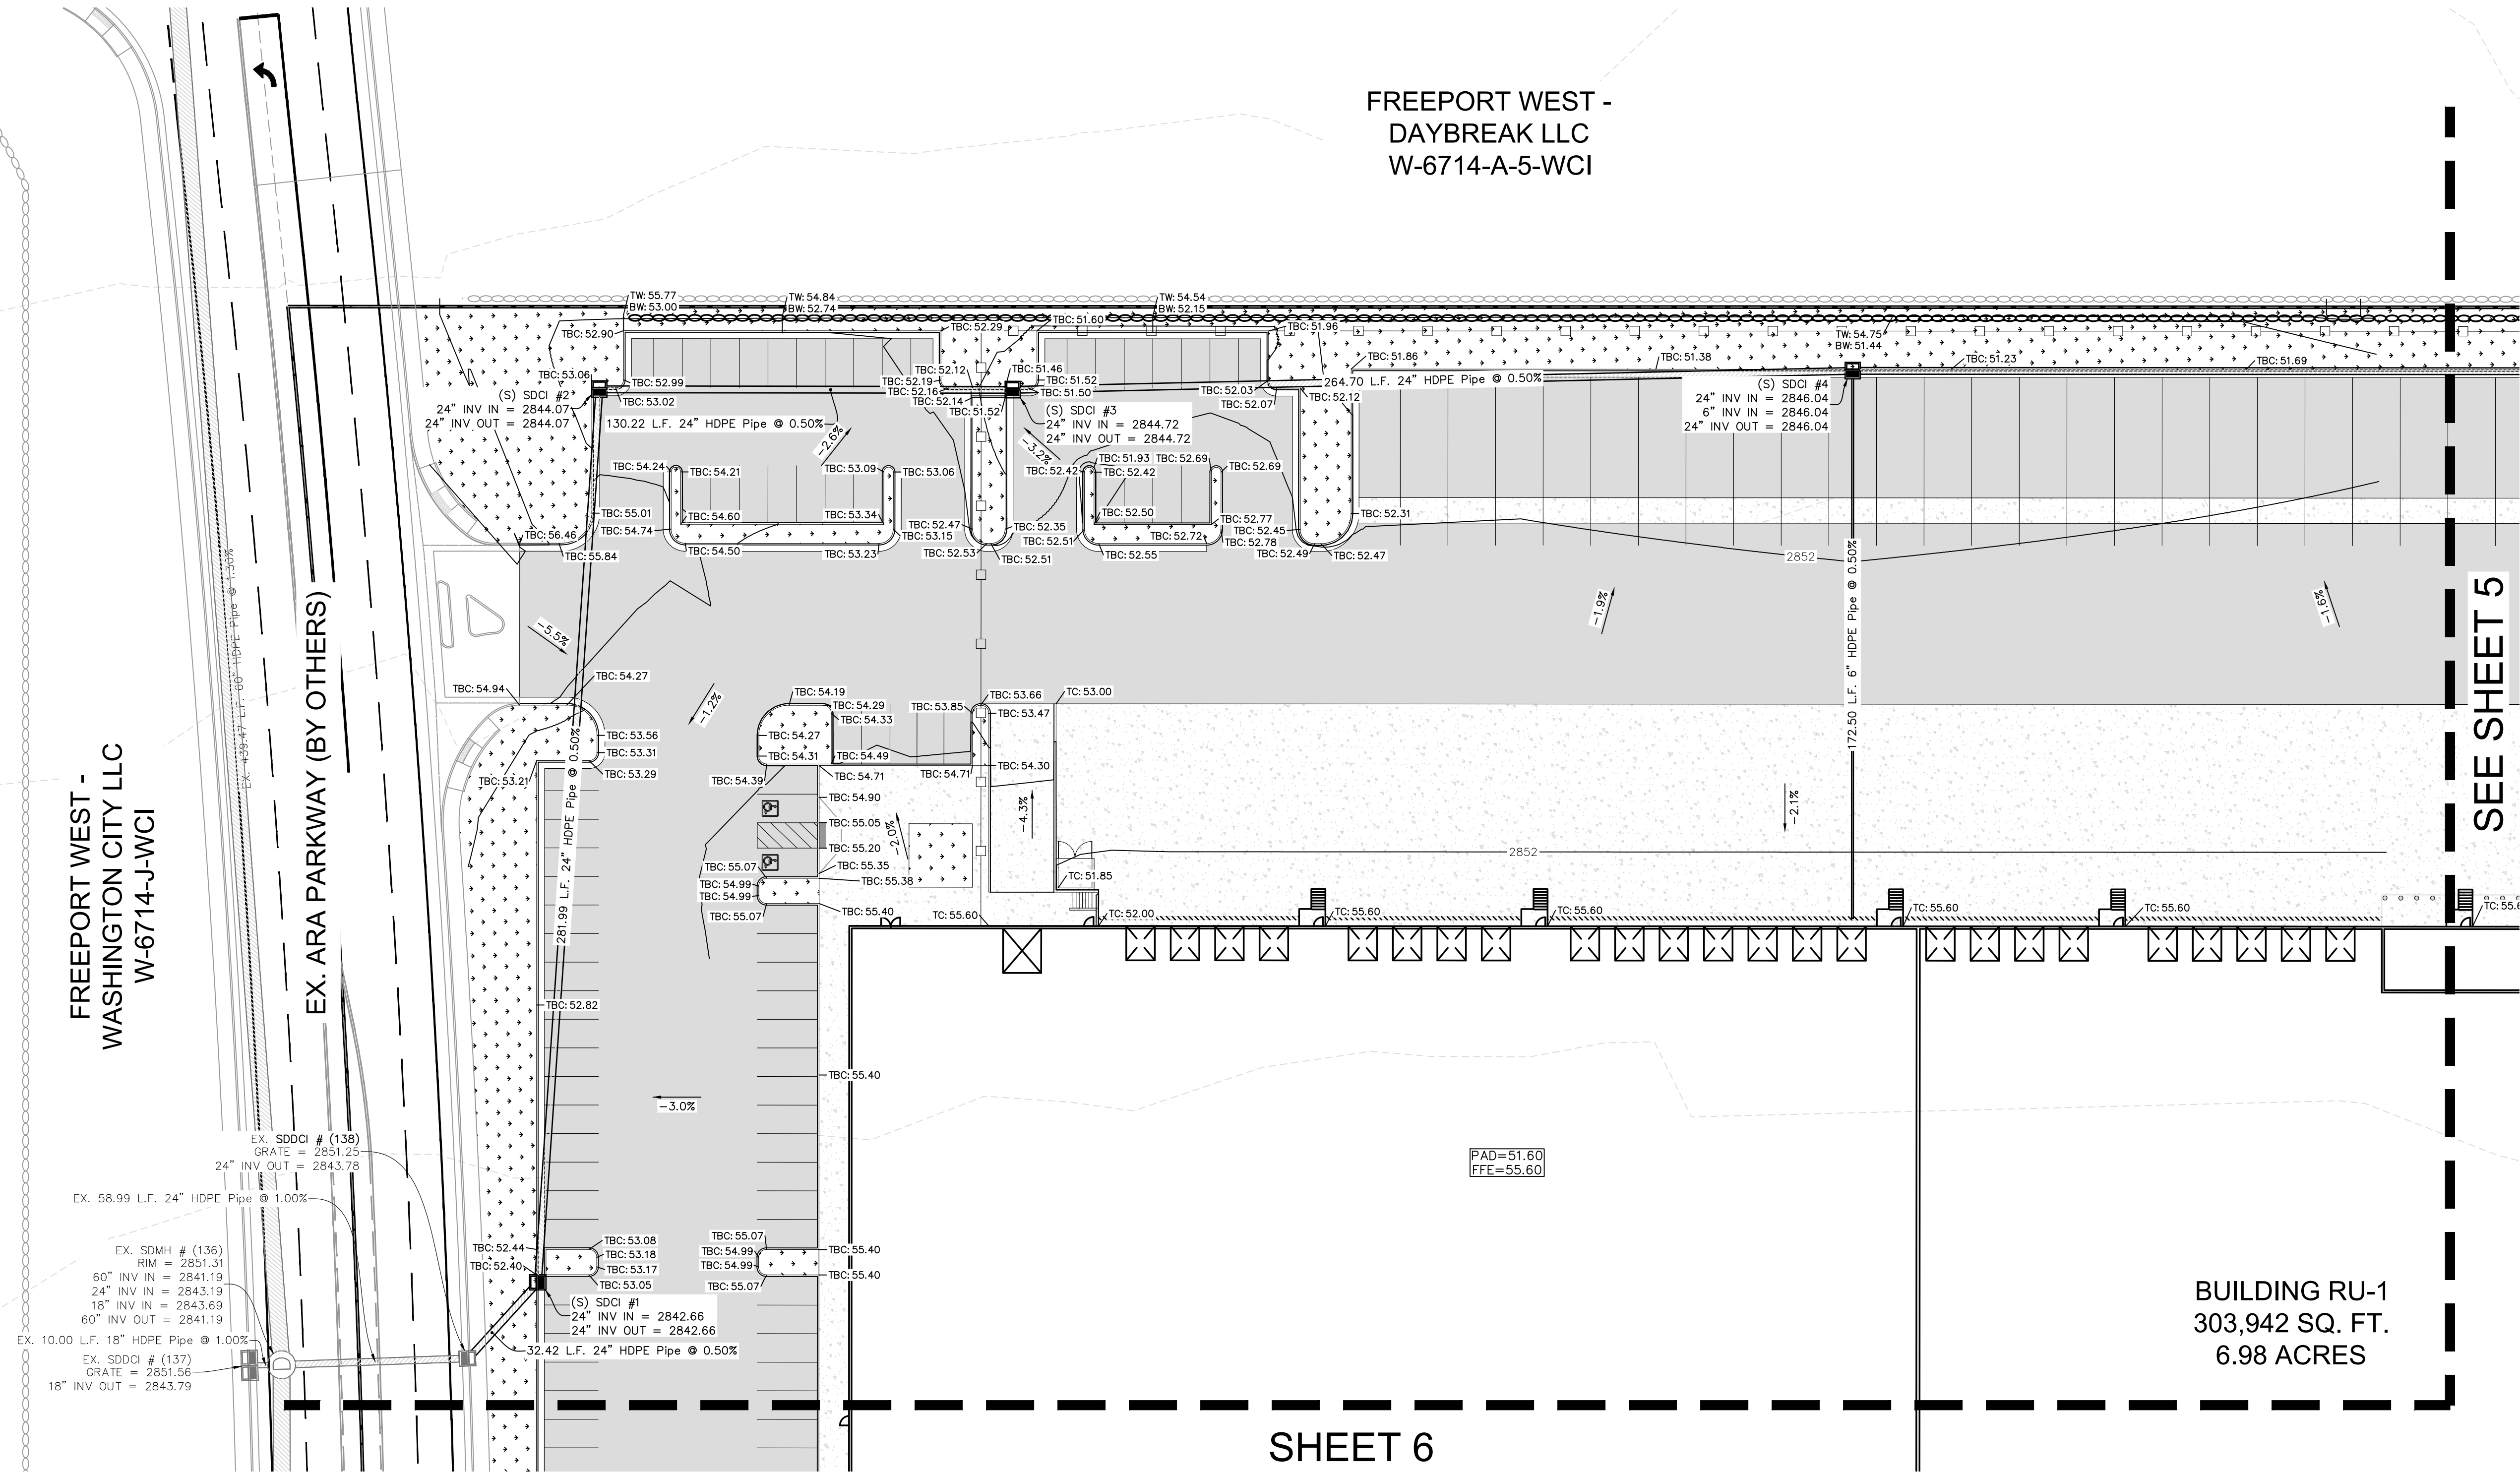 FREEPORT WEST -
DAYBREAK LLC
W-6714-A-5-WCI
TW: 55.77
BW: 53.00
TW: 54.84
BW: 52.74
TW: 54.54
BW: 52.15
TBC: 52.90
TBC: 52.29
TBC: 51.60
TBC: 51.96
TW: 54.75
BW: 51.44
TBC: 53.06
TBC: 52.99
TBC: 53.02
TBC: 52.12
TBC: 52.19
TBC: 52.16
TBC: 52.14
TBC: 51.52
TBC: 51.46
TBC: 51.52
TBC: 51.50
TBC: 52.03
TBC: 52.07
TBC: 51.86
TBC: 52.12
TBC: 51.38
TBC: 51.23
TBC: 51.69
264.70 L.F. 24" HDPE Pipe @ 0.50%
(S) SDCI #2
24" INV IN = 2844.07
24" INV OUT = 2844.07
130.22 L.F. 24" HDPE Pipe @ 0.50%
(S) SDCI #3
24" INV IN = 2844.72
24" INV OUT = 2844.72
(S) SDCI #4
24" INV IN = 2846.04
6" INV IN = 2846.04
24" INV OUT = 2846.04
-2.6%
-3.2%
TBC: 54.24
TBC: 54.21
TBC: 53.09
TBC: 53.06
TBC: 52.42
TBC: 51.93
TBC: 52.42
TBC: 52.69
TBC: 52.69
TBC: 55.01
TBC: 54.60
TBC: 54.74
TBC: 53.34
TBC: 53.15
TBC: 52.47
TBC: 52.35
TBC: 52.50
TBC: 52.51
TBC: 52.77
TBC: 52.72
TBC: 52.78
TBC: 52.45
TBC: 52.31
TBC: 56.46
TBC: 55.84
TBC: 54.50
TBC: 53.23
TBC: 52.53
TBC: 52.51
TBC: 52.55
TBC: 52.49
TBC: 52.47
2852
172.50 L.F. 6" HDPE Pipe @ 0.50%
-1.9%
-1.6%
-5.5%
-1.2%
EX. 439.47 L.F. 60" HDPE Pipe @ 1.30%
EX. ARA PARKWAY (BY OTHERS)
SEE SHEET 5
TBC: 54.94
TBC: 54.27
TBC: 54.19
TBC: 54.29
TBC: 54.33
TBC: 53.85
TBC: 53.66
TBC: 53.47
TC: 53.00
TBC: 53.56
TBC: 53.31
TBC: 53.29
TBC: 53.21
TBC: 54.27
TBC: 54.31
TBC: 54.49
TBC: 54.39
TBC: 54.71
TBC: 54.71
TBC: 54.30
TBC: 54.90
TBC: 55.05
TBC: 55.20
TBC: 55.35
TBC: 55.38
TBC: 55.07
TBC: 54.99
TBC: 54.99
TBC: 55.07
TBC: 55.40
-2.0%
-4.3%
-2.1%
2852
TC: 51.85
TC: 55.60
TC: 52.00
TC: 55.60
TC: 55.60
TC: 55.60
TC: 55.60
FREEPORT WEST -
WASHINGTON CITY LLC
W-6714-J-WCI
281.99 L.F. 24" HDPE Pipe @ 0.50%
TBC: 52.82
TBC: 55.40
-3.0%
PAD=51.60
FFE=55.60
EX. SDDCI # (138)
GRATE = 2851.25
24" INV OUT = 2843.78
EX. 58.99 L.F. 24" HDPE Pipe @ 1.00%
EX. SDMH # (136)
RIM = 2851.31
60" INV IN = 2841.19
24" INV IN = 2843.19
18" INV IN = 2843.69
60" INV OUT = 2841.19
EX. 10.00 L.F. 18" HDPE Pipe @ 1.00%
EX. SDDCI # (137)
GRATE = 2851.56
18" INV OUT = 2843.79
TBC: 52.44
TBC: 52.40
TBC: 53.08
TBC: 53.18
TBC: 53.17
TBC: 53.05
TBC: 55.07
TBC: 54.99
TBC: 54.99
TBC: 55.07
TBC: 55.40
TBC: 55.40
(S) SDCI #1
24" INV IN = 2842.66
24" INV OUT = 2842.66
32.42 L.F. 24" HDPE Pipe @ 0.50%
BUILDING RU-1
303,942 SQ. FT.
6.98 ACRES
SHEET 6